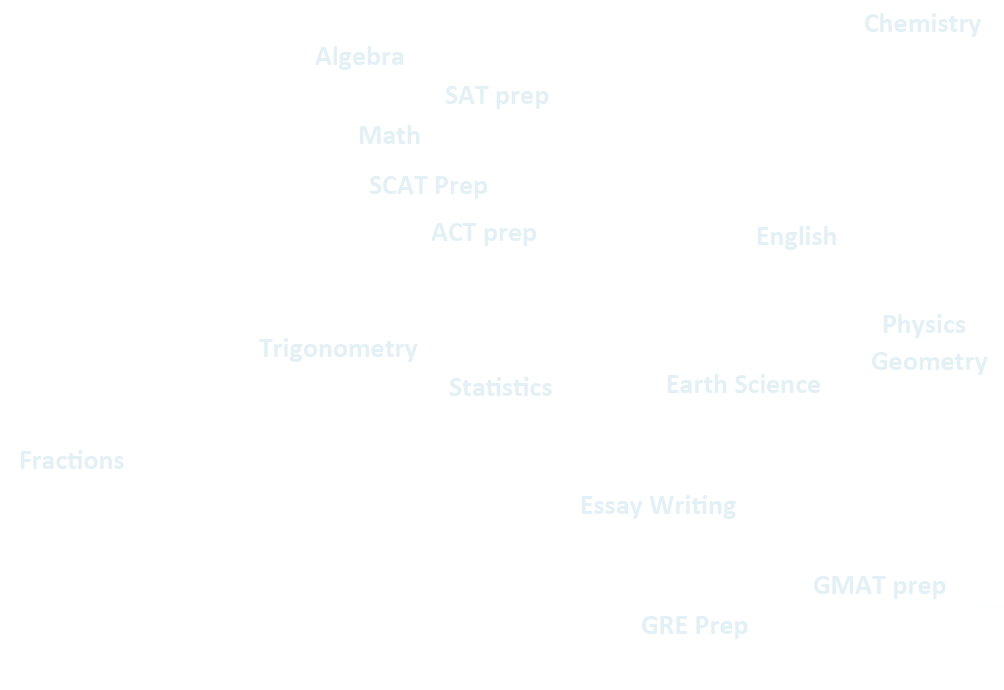 Chemistry
Algebra
SAT prep
Math
SCAT Prep
ACT prep
English
Physics
Trigonometry
Geometry
Statistics
Earth Science
Fractions
Essay Writing
GMAT prep
GRE Prep